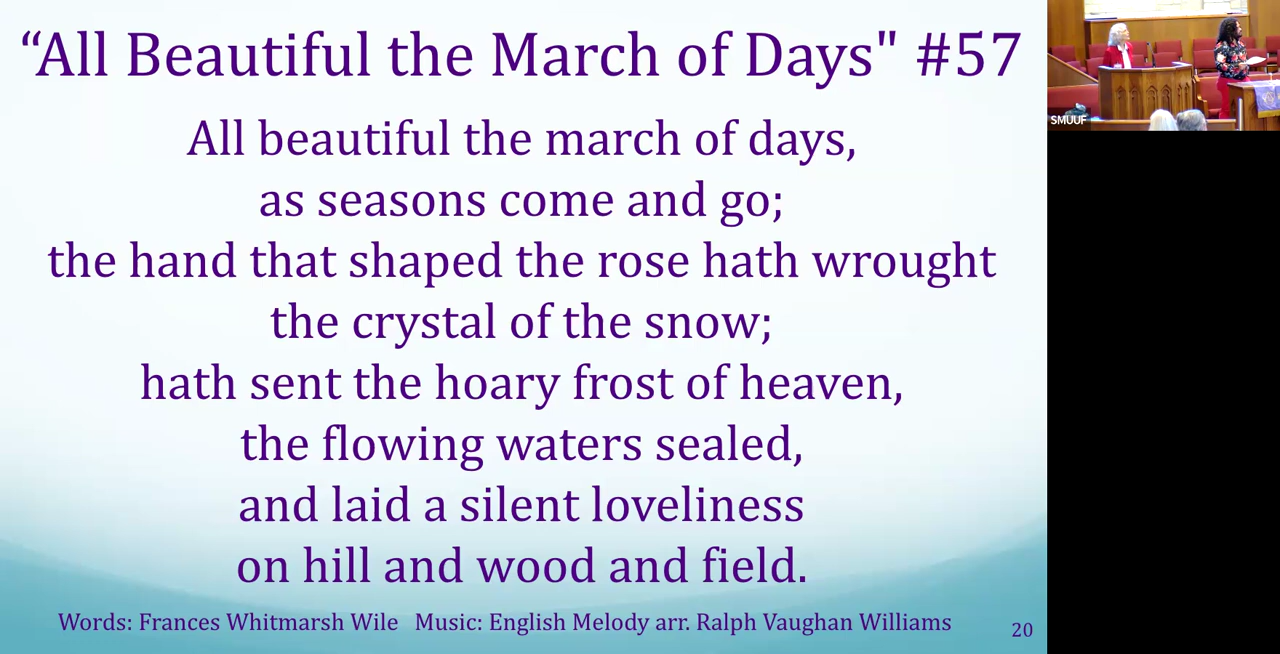 “All Beautiful the March of Days" #57
All beautiful the march of days,
as seasons come and go;
the hand that shaped the rose hath wrought
the crystal of the snow;
hath sent the hoary frost of heaven,
the flowing waters sealed,
and laid a silent loveliness
on hill and wood and field.
Words: Frances Whitmarsh Wile   Music: English Melody arr. Ralph Vaughan Williams
20
SMUUF